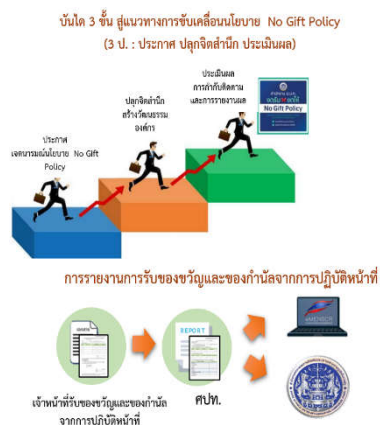 บันได 3 ขั้น สู่แนวทางการขับเคลื่อนนโยบาย No Gift Policy
(3 ป. : ประกาศ ปลุกจิตสำนึก ประเมินผล)
ประเมินผล
การกำกับติดตาม
และการรายงานผล
No Gift Policy
ปลุกจิตสำนึก
สร้างวัฒนธรรม
องค์กร
ประกาศ
เจตนารมณ์นโยบาย No Gift
Policy
การรายงานการรับของขวัญและของกำนัลจากการปฏิบัติหน้าที่
REPORT
เจ้าหน้าที่รับของขวัญและของกำนัล
จากการปฏิบัติหน้าที่
ศปท.